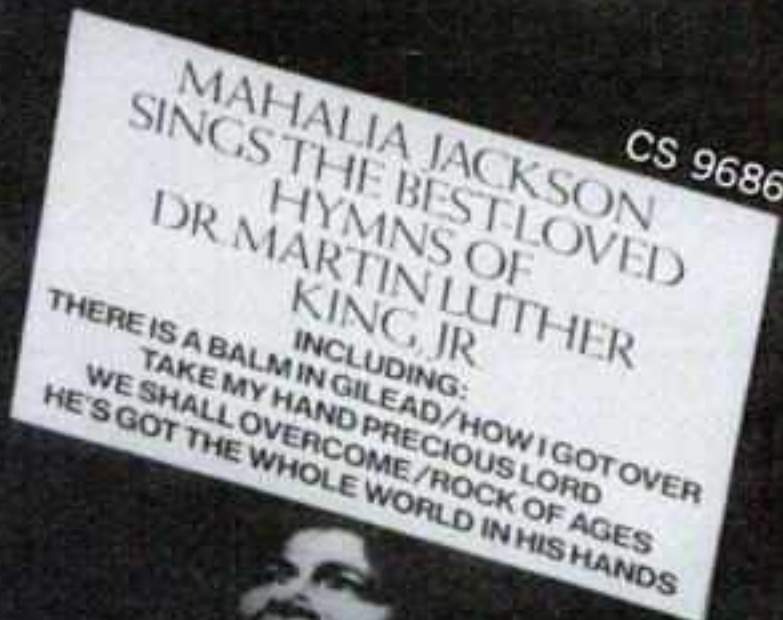 CS 9686
MAHALIA JACKSON
SINGS THE BEST-LOVED
HYMNS OF
DR. MARTIN LUTHER
KING, JR
INCLUDING:
THERE IS A BALM IN GILEAD/HOW I GOT OVER
TAKE MY HAND PRECIOUS LORD
WE SHALL OVERCOME/ROCK OF AGES
HE'S GOT THE WHOLE WORLD IN HIS HANDS